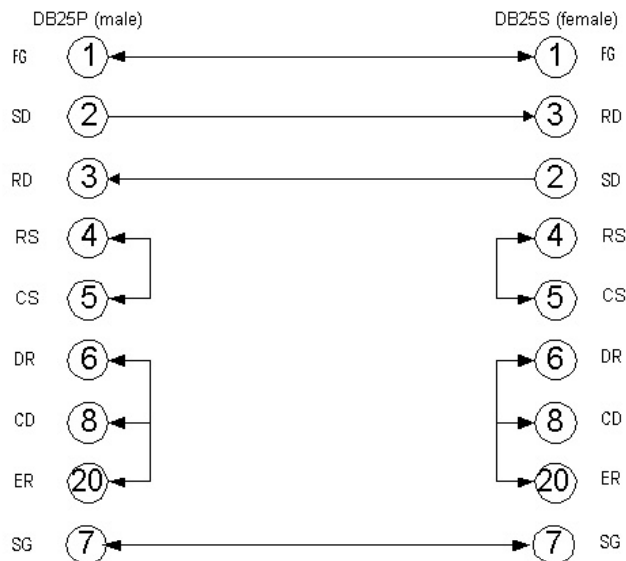 DB25P (male) DB25S (female)
FG 1 1 FG
SD 2 3 RD
RD 3 2 SD
RS 4 4 RS
CS 5 5 CS
DR 6 6 DR
CD 8 8 CD
ER 20 20 ER
SG 7 7 SG